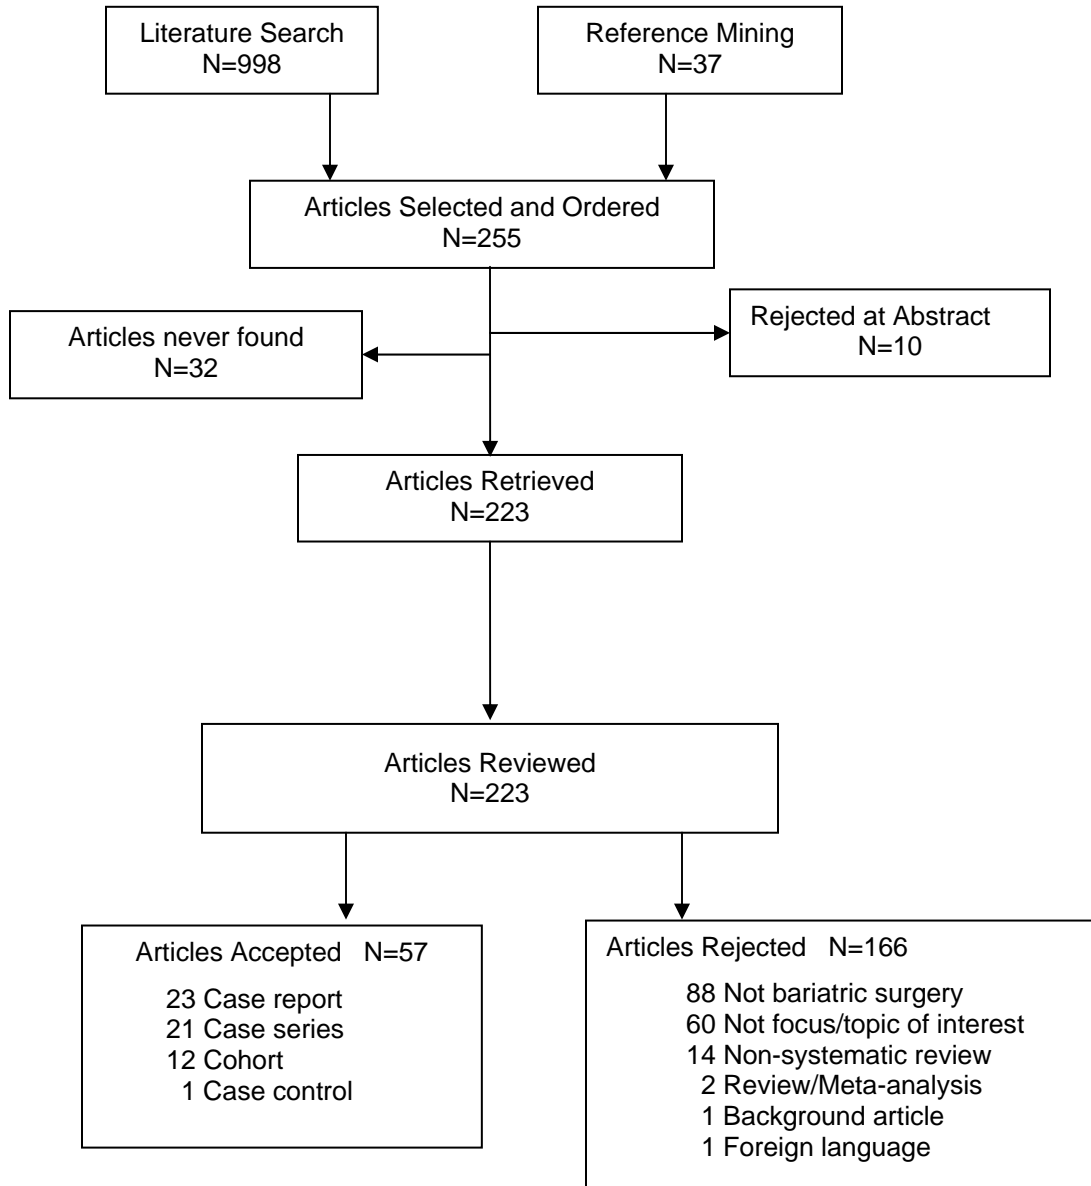 Literature Search
N=998
Reference Mining
N=37
Articles Selected and Ordered
N=255
Articles never found
N=32
Rejected at Abstract
N=10
Articles Retrieved
N=223
Articles Reviewed
N=223
Articles Accepted N=57
23 Case report
21 Case series
12 Cohort
1 Case control
Articles Rejected N=166
88 Not bariatric surgery
60 Not focus/topic of interest
14 Non-systematic review
2 Review/Meta-analysis
1 Background article
1 Foreign language